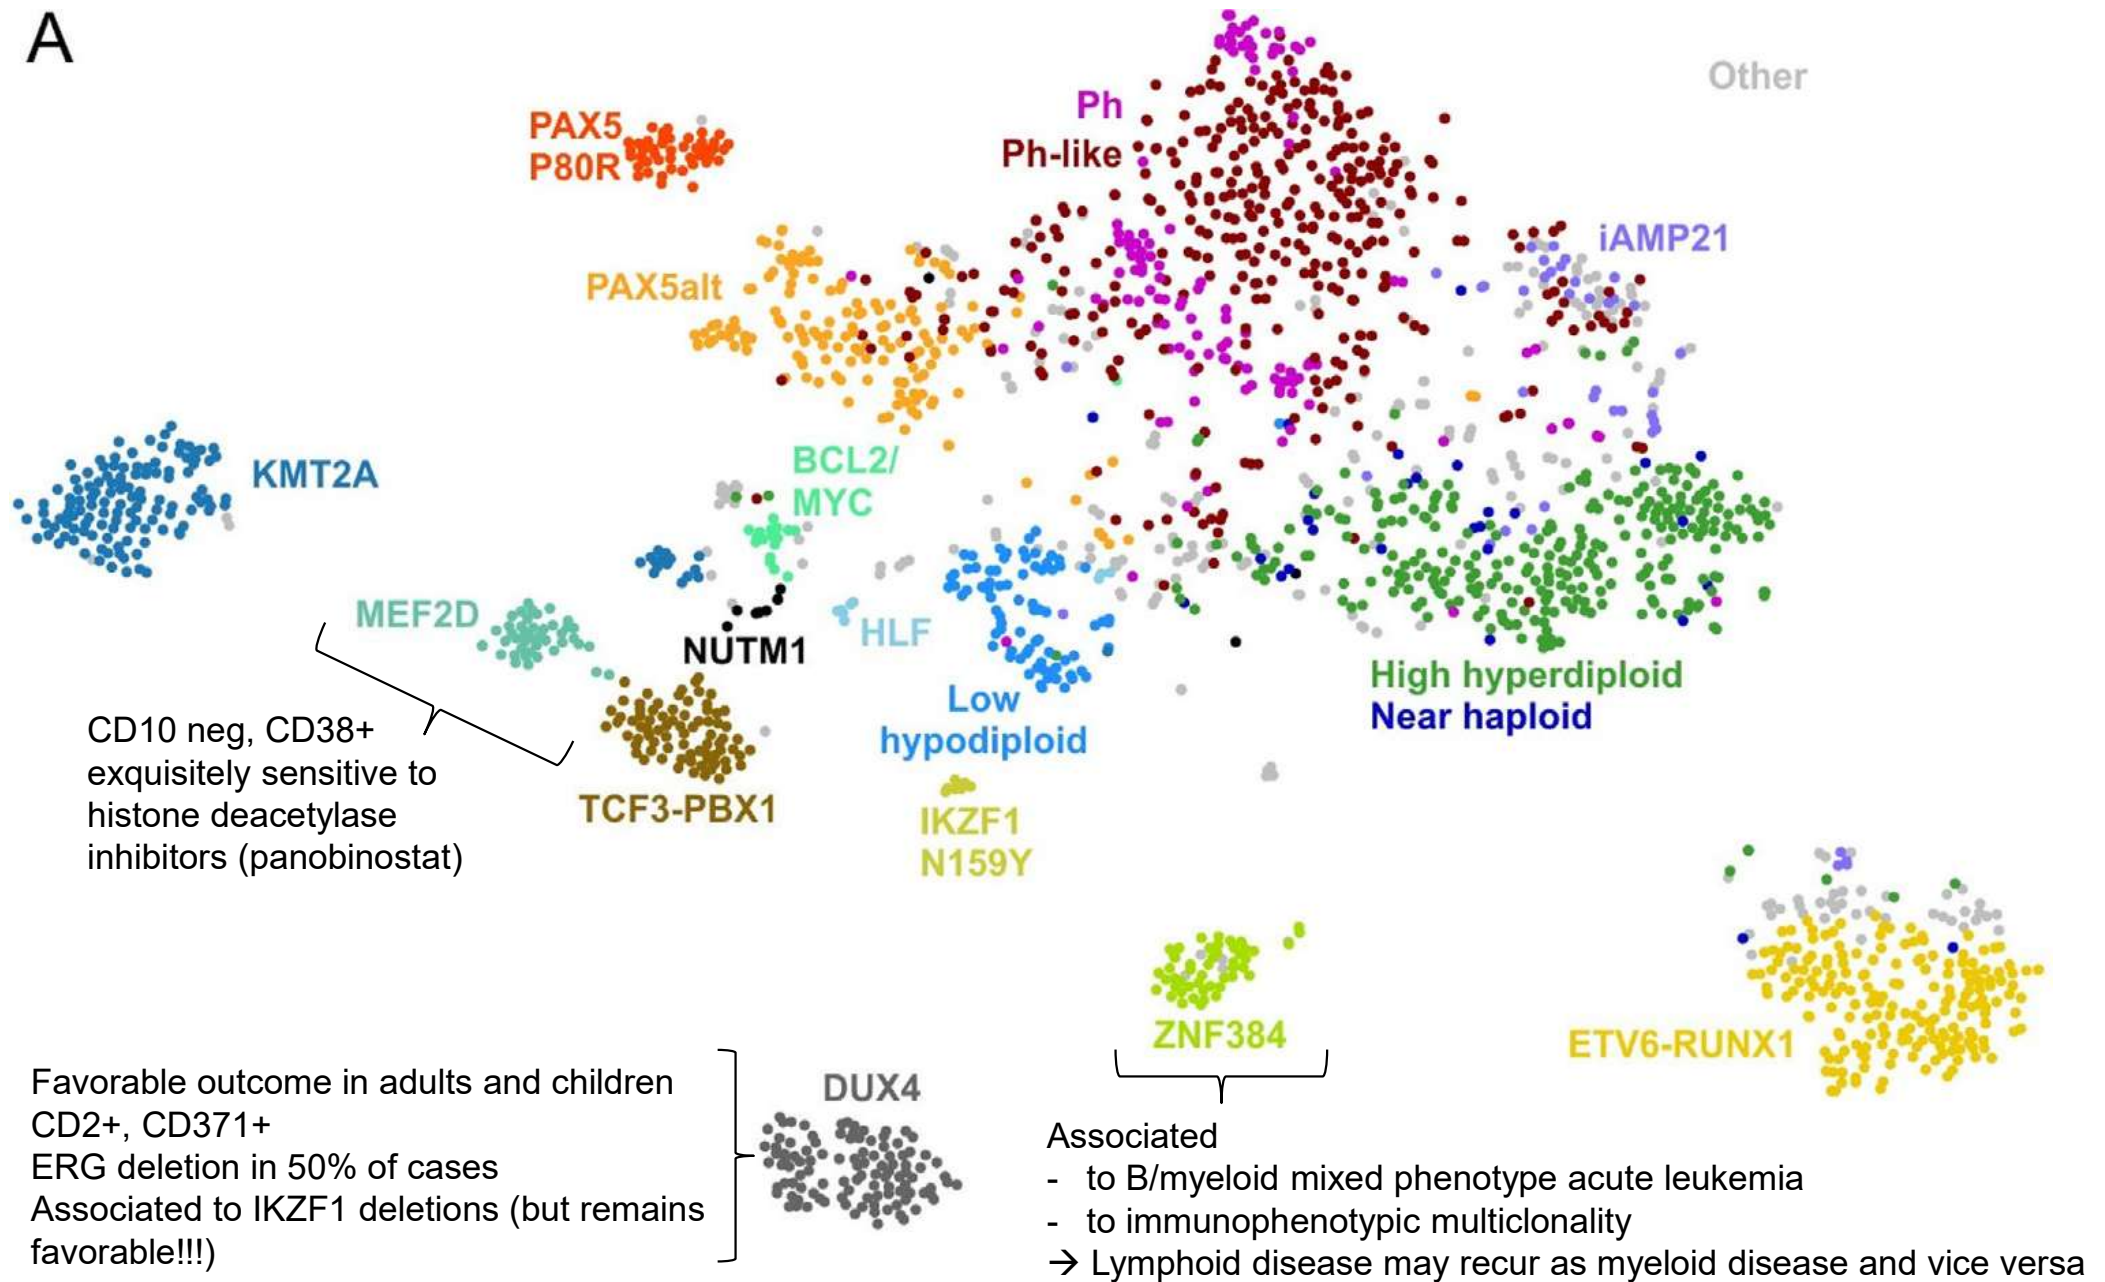 A
Other
Ph
PAX5
P80R
Ph-like
iAMP21
PAX5alt
BCL2/
MYC
KMT2A
MEF2D
HLF
NUTM1
High hyperdiploid
Near haploid
Low
hypodiploid
CD10 neg, CD38+
exquisitely sensitive to
histone deacetylase
inhibitors (panobinostat)
TCF3-PBX1
IKZF1
N159Y
ZNF384
ETV6-RUNX1
DUX4
Favorable outcome in adults and children
CD2+, CD371+
ERG deletion in 50% of cases
Associated to IKZF1 deletions (but remains
favorable!!!)
Associated
- to B/myeloid mixed phenotype acute leukemia
- to immunophenotypic multiclonality
→ Lymphoid disease may recur as myeloid disease and vice versa